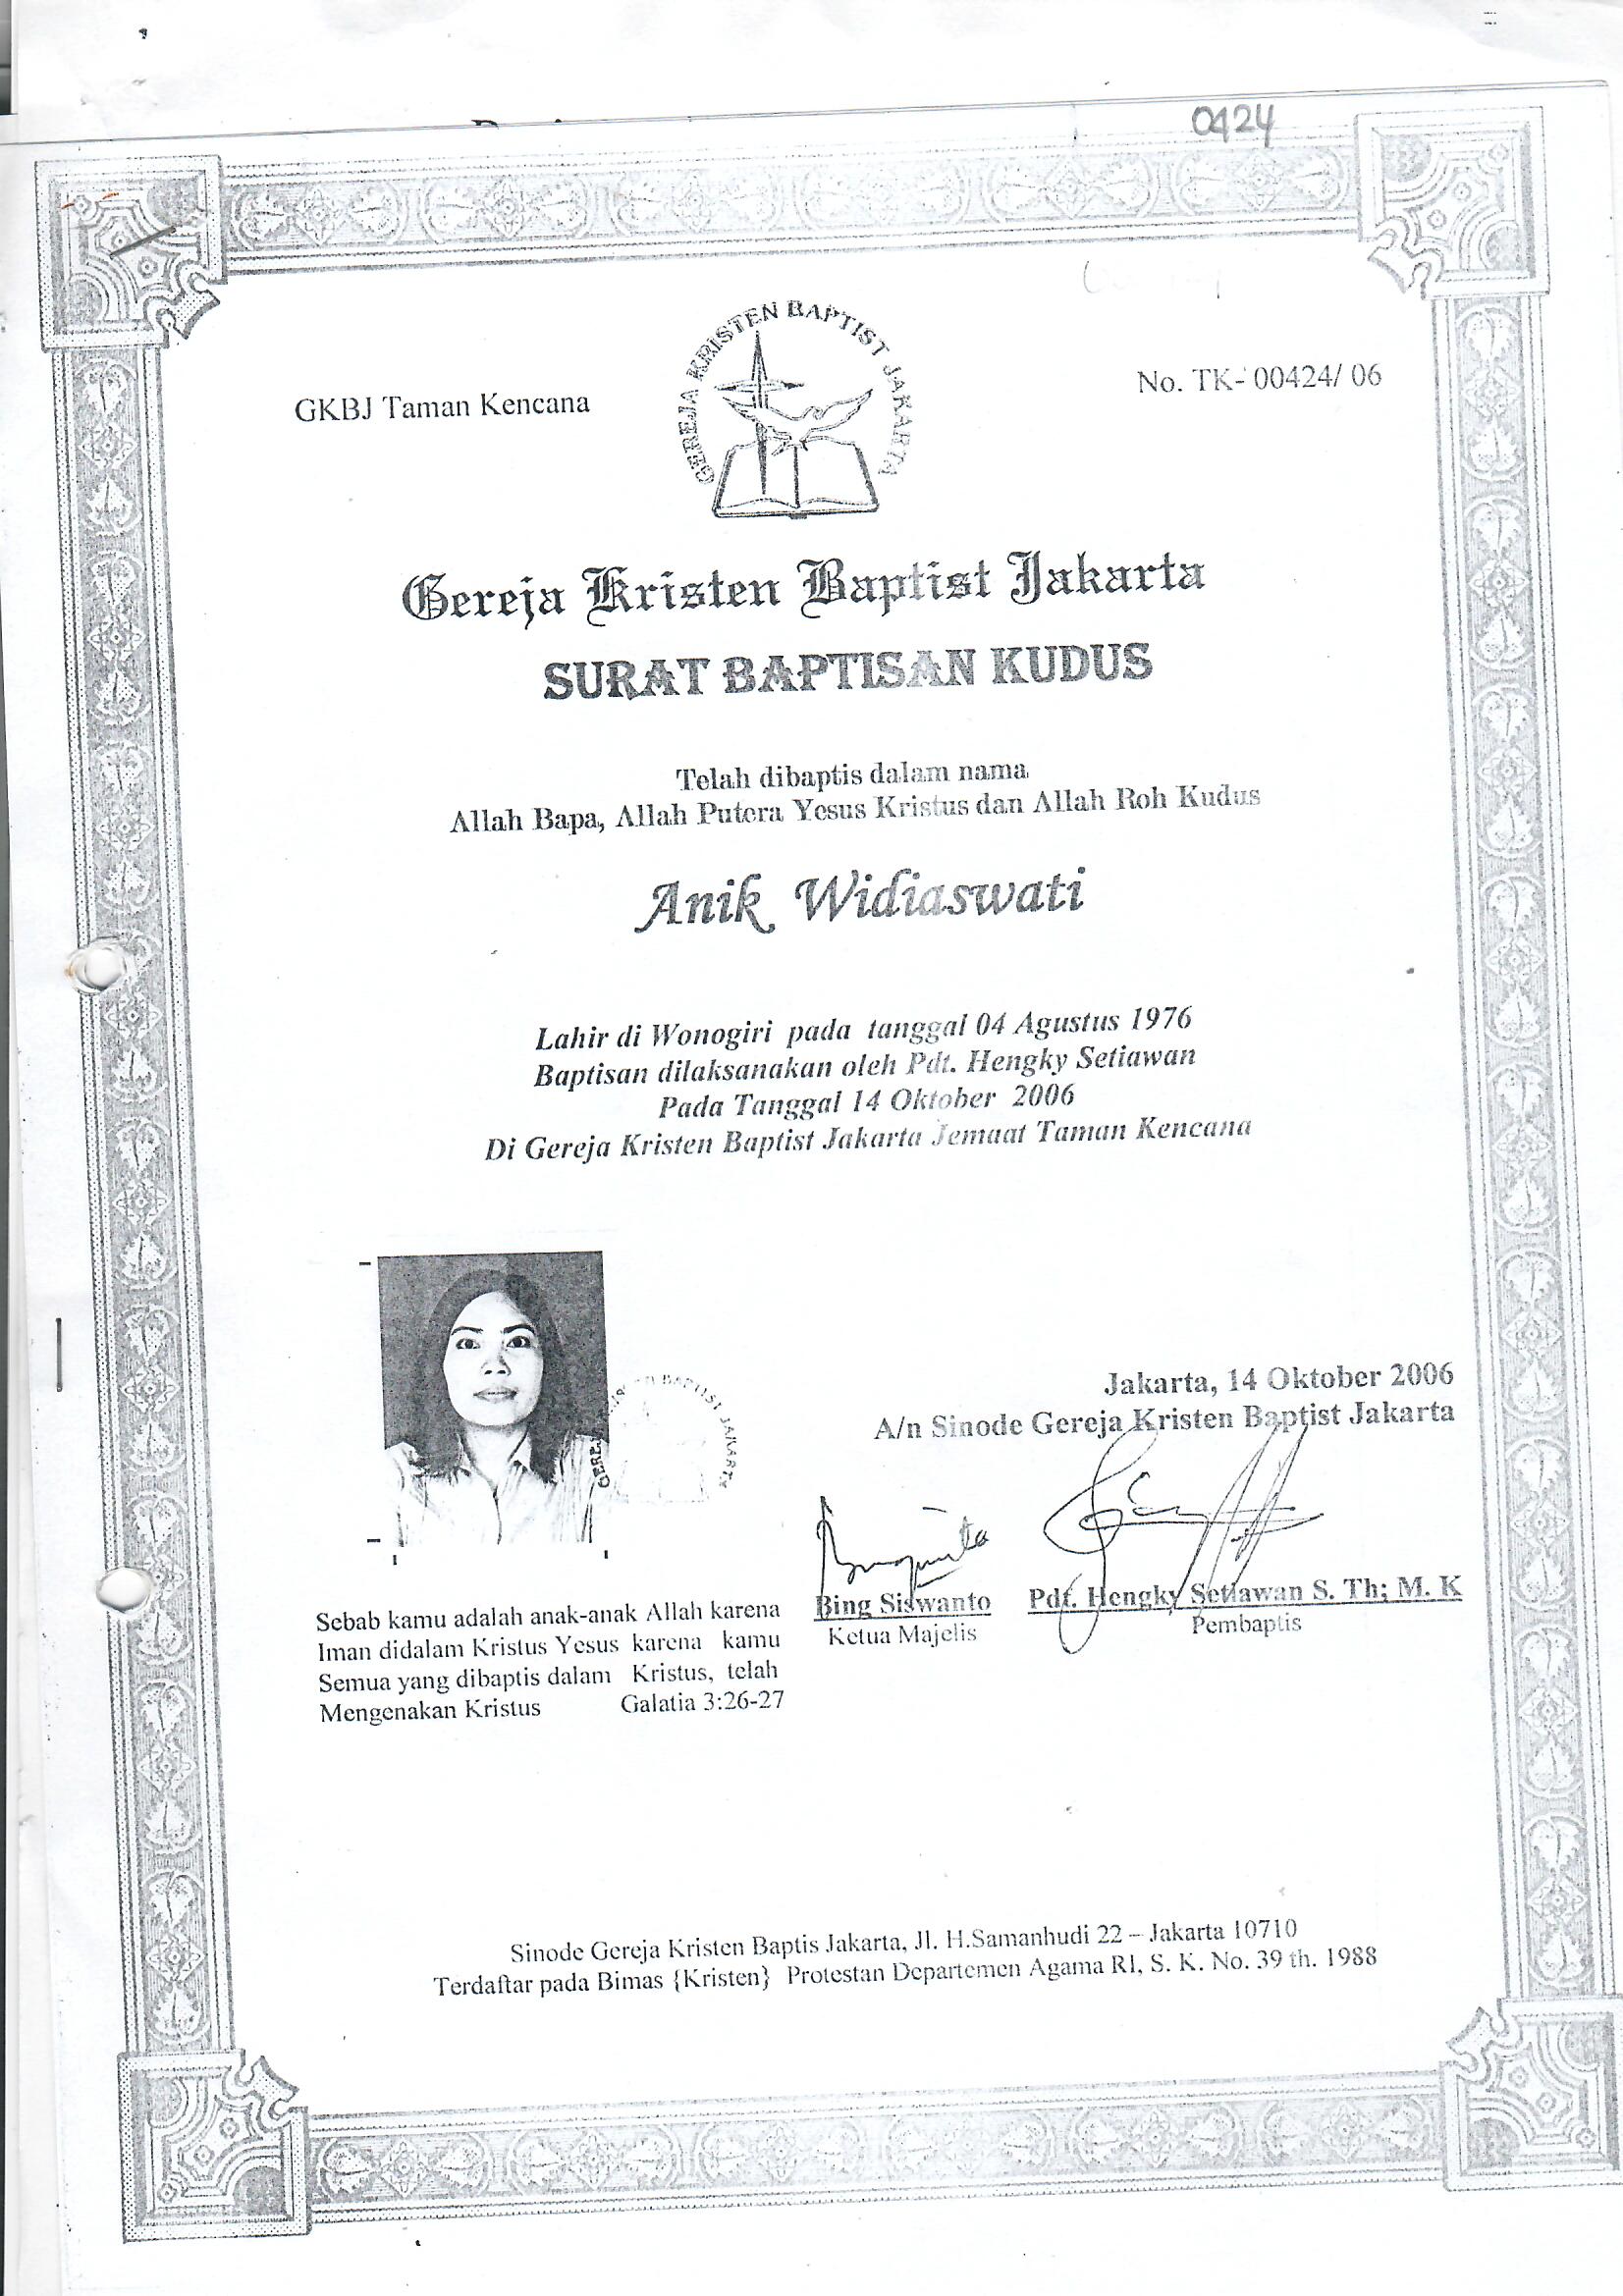 0424
GEREJA KRISTEN BAPTIST JAKARTA
GKBJ Taman Kencana
No. TK- 00424/ 06
Gereja Kristen Baptist Jakarta
SURAT BAPTISAN KUDUS
Telah dibaptis dalam nama
Allah Bapa, Allah Putera Yesus Kristus dan Allah Roh Kudus
Anik Widiaswati
Lahir di Wonogiri pada tanggal 04 Agustus 1976
Baptisan dilaksanakan oleh Pdt. Hengky Setiawan
Pada Tanggal 14 Oktober 2006
Di Gereja Kristen Baptist Jakarta Jemaat Taman Kencana
BAPTIST JAKARTA
Jakarta, 14 Oktober 2006
A/n Sinode Gereja Kristen Baptist Jakarta
Bing Siswanto
Ketua Majelis
Pdt. Hengky Setiawan S. Th; M. K
Pembaptis
Sebab kamu adalah anak-anak Allah karena
Iman didalam Kristus Yesus karena kamu
Semua yang dibaptis dalam Kristus, telah
Mengenakan Kristus Galatia 3:26-27
Sinode Gereja Kristen Baptis Jakarta, Jl. H.Samanhudi 22 – Jakarta 10710
Terdaftar pada Bimas {Kristen} Protestan Departemen Agama RI, S. K. No. 39 th. 1988